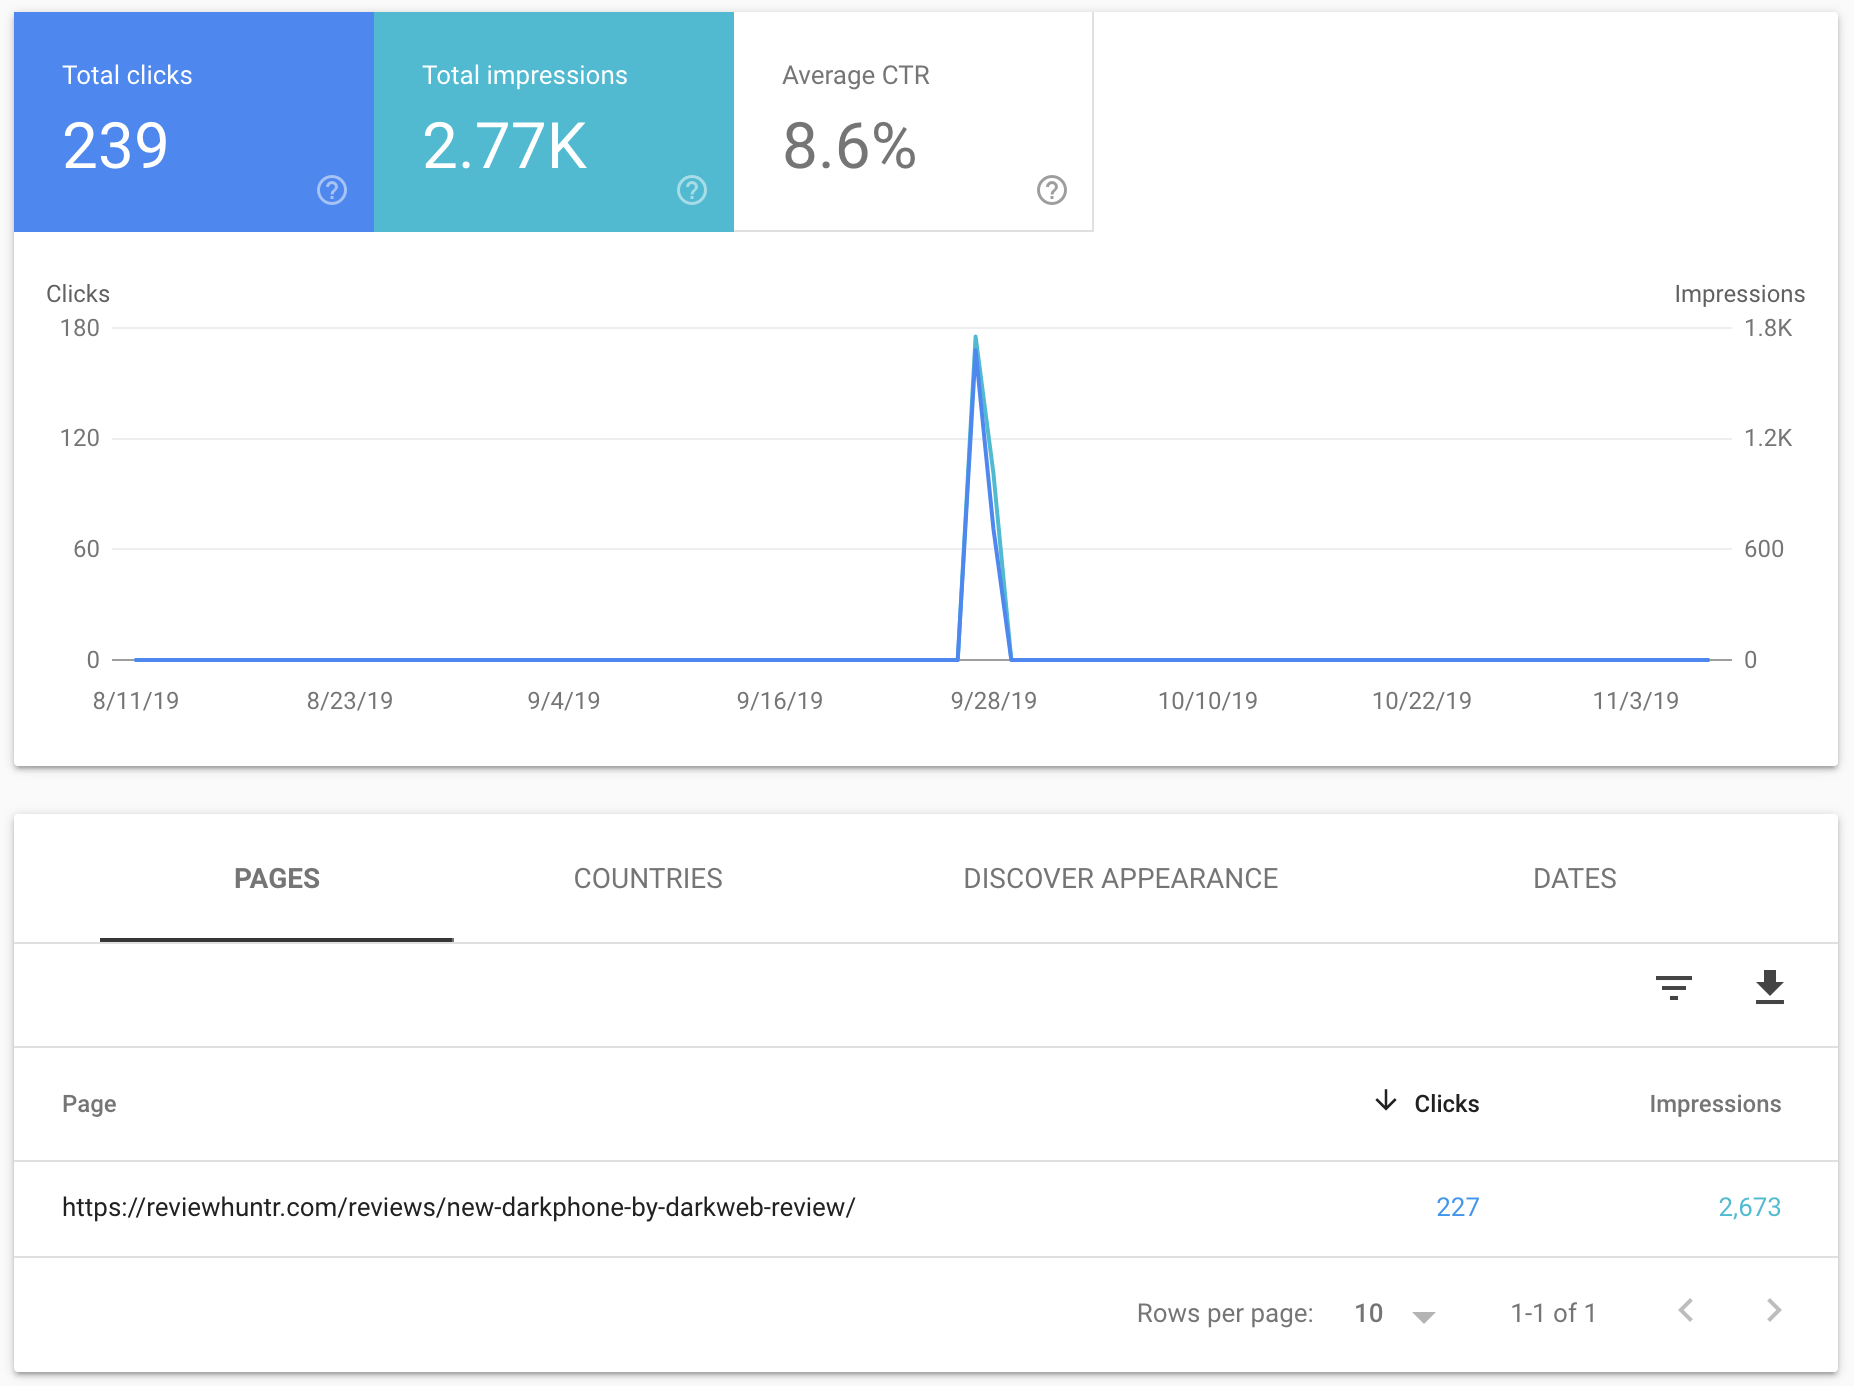 Total clicks
239
Total impressions
2.77K
Average CTR
8.6%
Clicks
Impressions
180
1.8K
120
1.2K
60
600
0
0
8/11/19 8/23/19 9/4/19 9/16/19 9/28/19 10/10/19 10/22/19 11/3/19
PAGES COUNTRIES DISCOVER APPEARANCE DATES
Page Clicks Impressions
https://reviewhuntr.com/reviews/new-darkphone-by-darkweb-review/ 227 2,673
Rows per page: 10 1-1 of 1